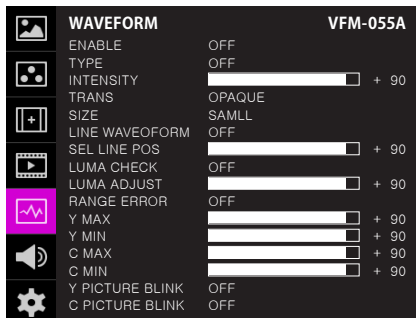 WAVEFORM VFM-055A
ENABLE OFF
TYPE OFF
INTENSITY + 90
TRANS OPAQUE
SIZE SAMLL
LINE WAVEOFORM OFF
SEL LINE POS + 90
LUMA CHECK OFF
LUMA ADJUST + 90
RANGE ERROR OFF
Y MAX + 90
Y MIN + 90
C MAX + 90
C MIN + 90
Y PICTURE BLINK OFF
C PICTURE BLINK OFF